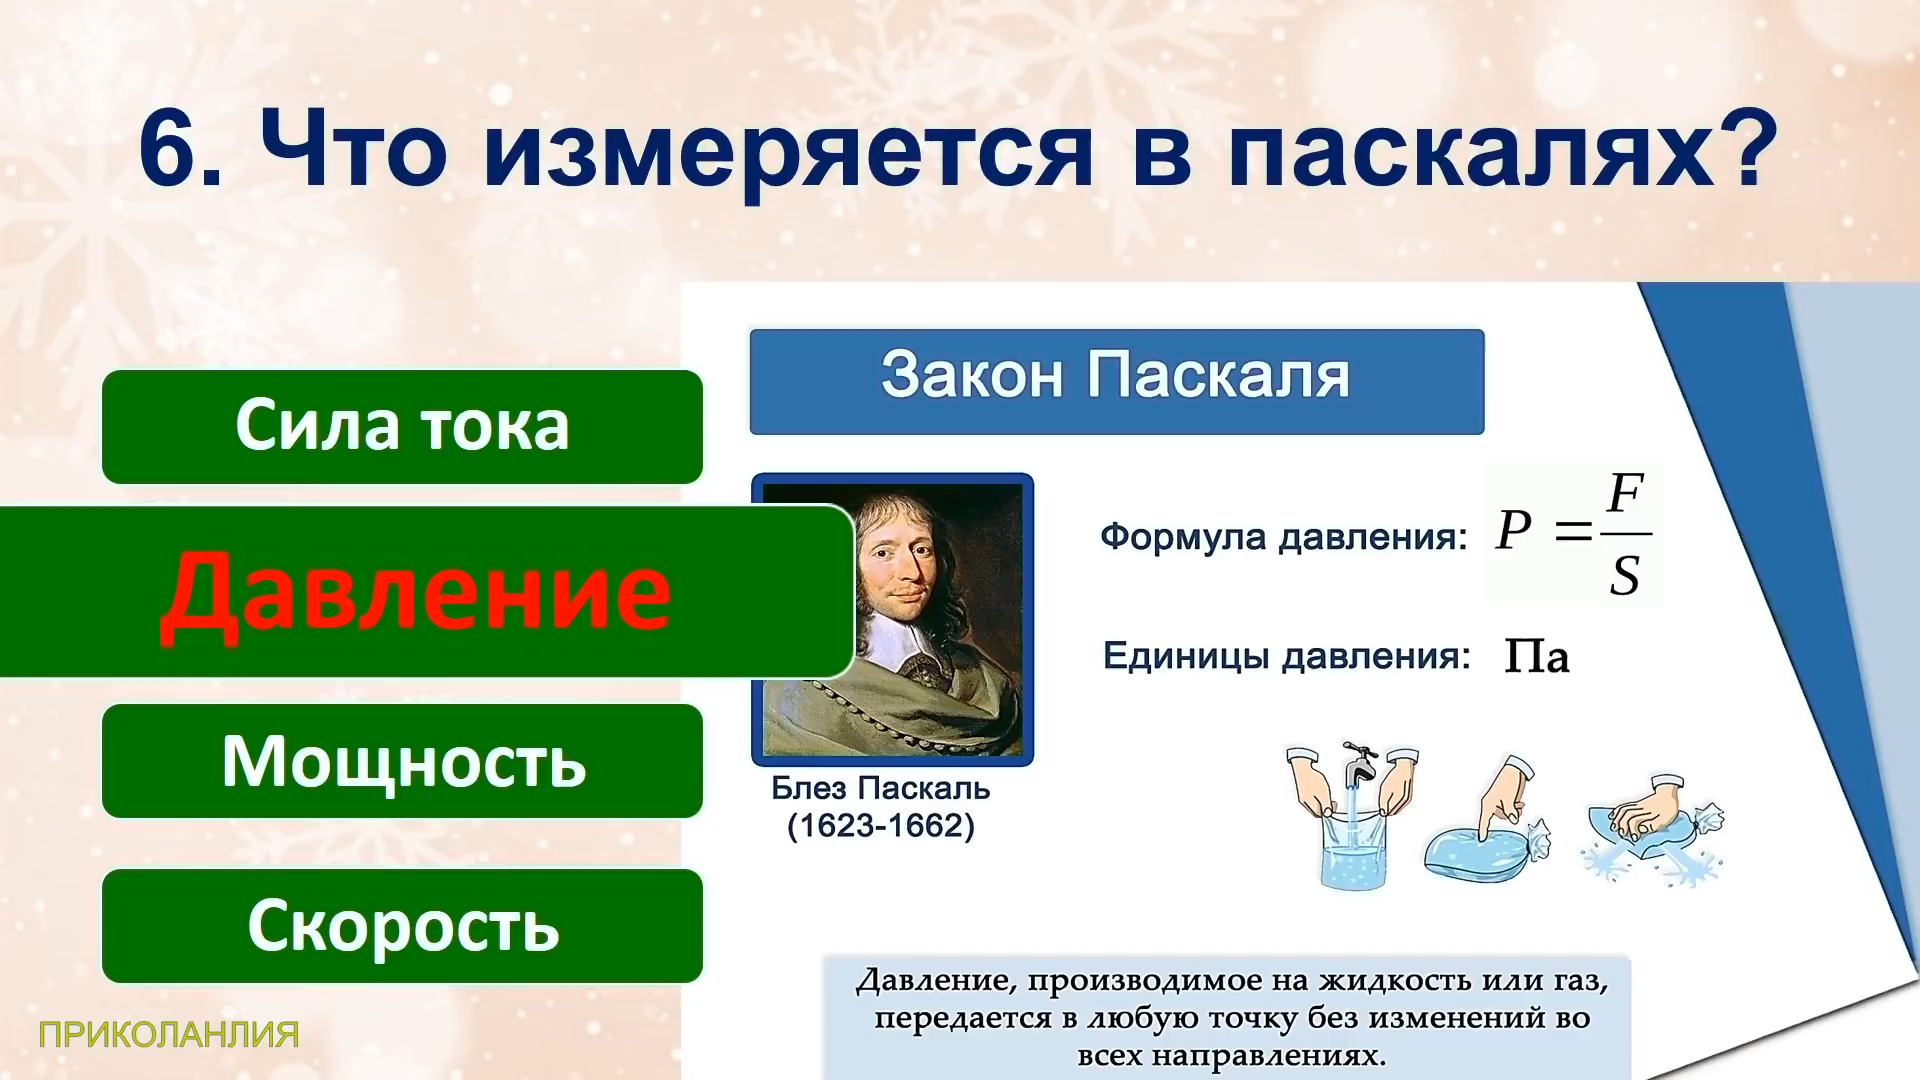 6. Что измеряется в паскалях?
Сила тока
Давление
Мощность
Скорость
ПРИКОЛАНЛИЯ
Закон Паскаля
Блез Паскаль
(1623-1662)
Формула давления: P = F/S
Единицы давления: Па
Давление, производимое на жидкость или газ,
передается в любую точку без изменений во
всех направлениях.